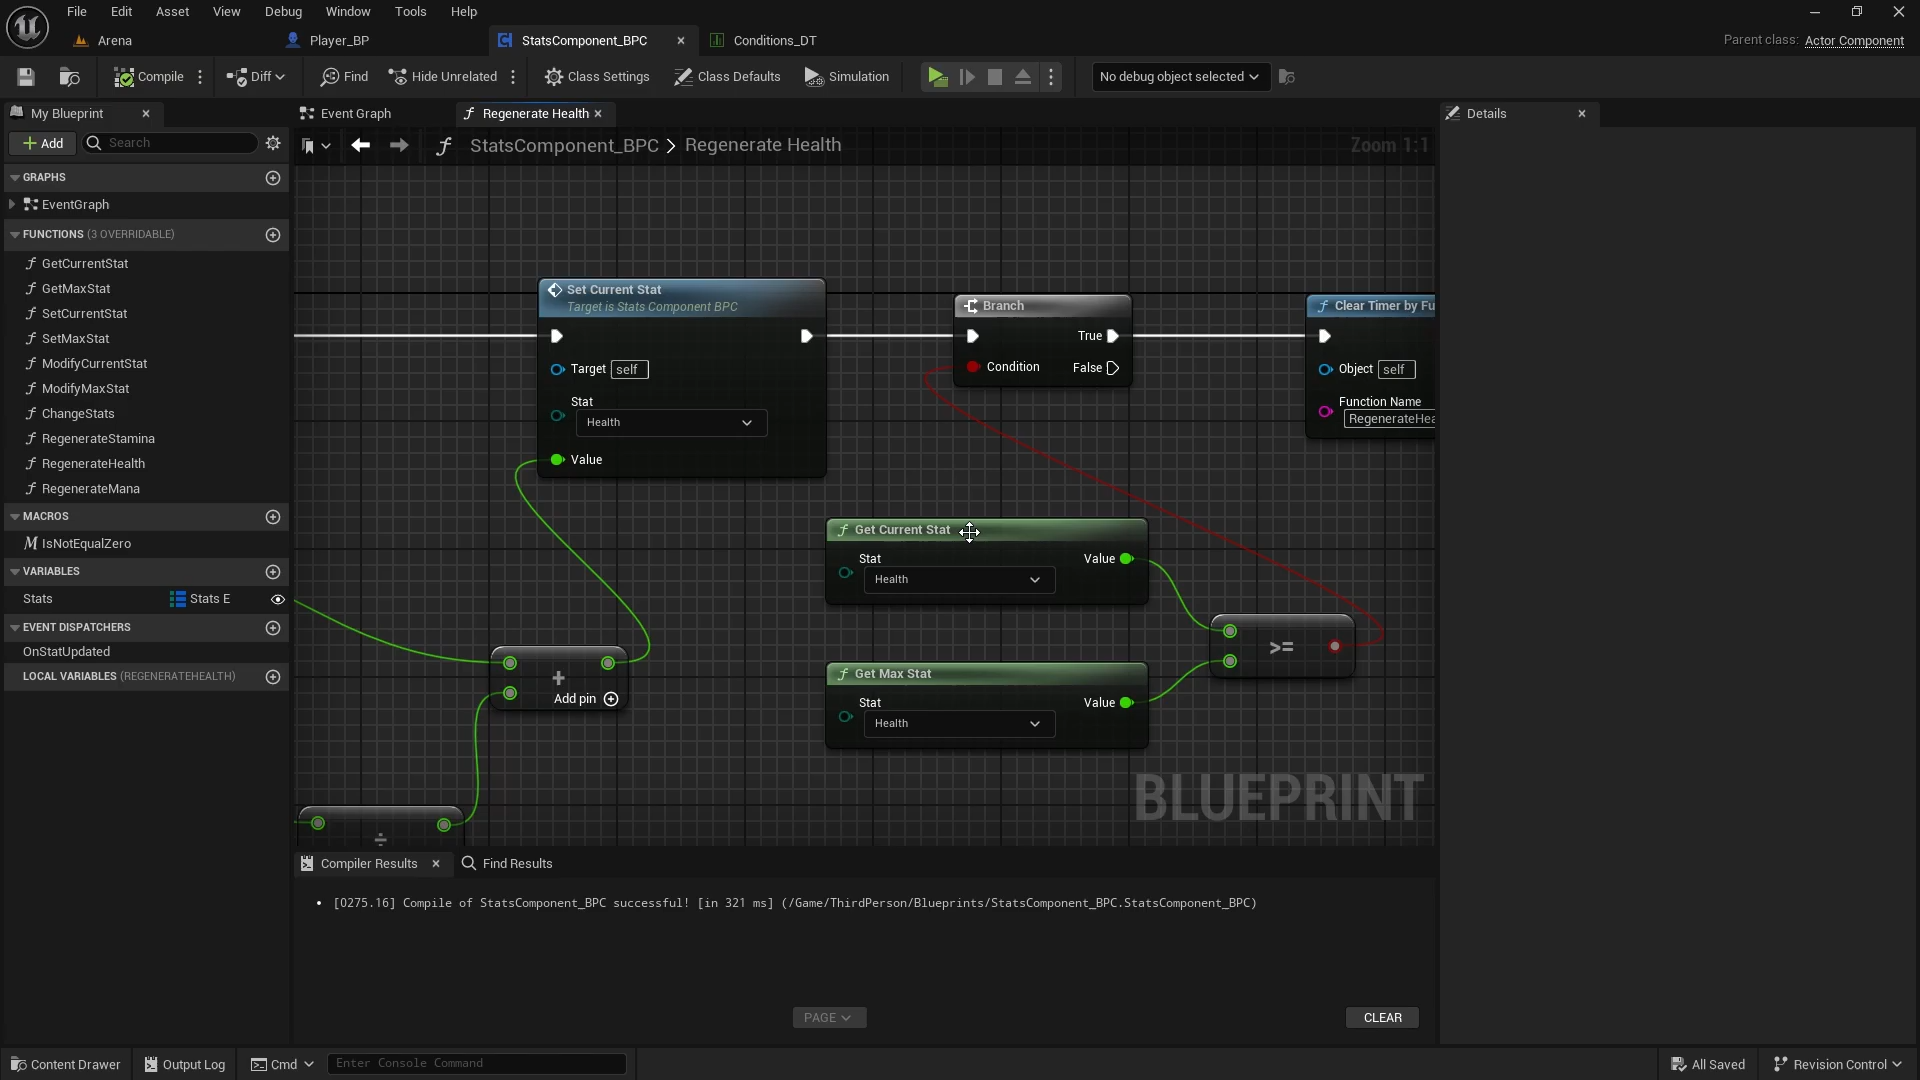 File Edit Asset View Window Debug Tools Help
Arena Player_BP StatsComponent_BPC Conditions_DT
Parent class: Actor Component
Compile Diff Find Hide Unrelated Class Settings Class Defaults Simulation No debug object selected
My Blueprint
Event Graph Regenerate Health
Details
Add Search
StatsComponent_BPC > Regenerate Health
Zoom 1:1
GRAPHS
EventGraph
FUNCTIONS (3 OVERRIDABLE)
GetCurrentStat
GetMaxStat
SetCurrentStat
SetMaxStat
ModifyCurrentStat
ModifyMaxStat
ChangeStats
RegenerateStamina
RegenerateHealth
RegenerateMana
MACROS
IsNotEqualZero
VARIABLES
Stats Stats E
EVENT DISPATCHERS
OnStatUpdated
LOCAL VARIABLES (REGENERATEHEALTH)
Set Current Stat
Target is Stats Component BPC
Target self
Stat
Health
Value
Branch
True
Condition False
Clear Timer by Fu
Object self
Function Name
RegenerateHea
Get Current Stat
Stat Value
Health
Get Max Stat
Stat Value
Health
>=
+
Add pin
÷
BLUEPRINT
Compiler Results Find Results
• [0275.16] Compile of StatsComponent_BPC successful! [in 321 ms] (/Game/ThirdPerson/Blueprints/StatsComponent_BPC.StatsComponent_BPC)
PAGE CLEAR
Content Drawer Output Log Cmd Enter Console Command All Saved Revision Control